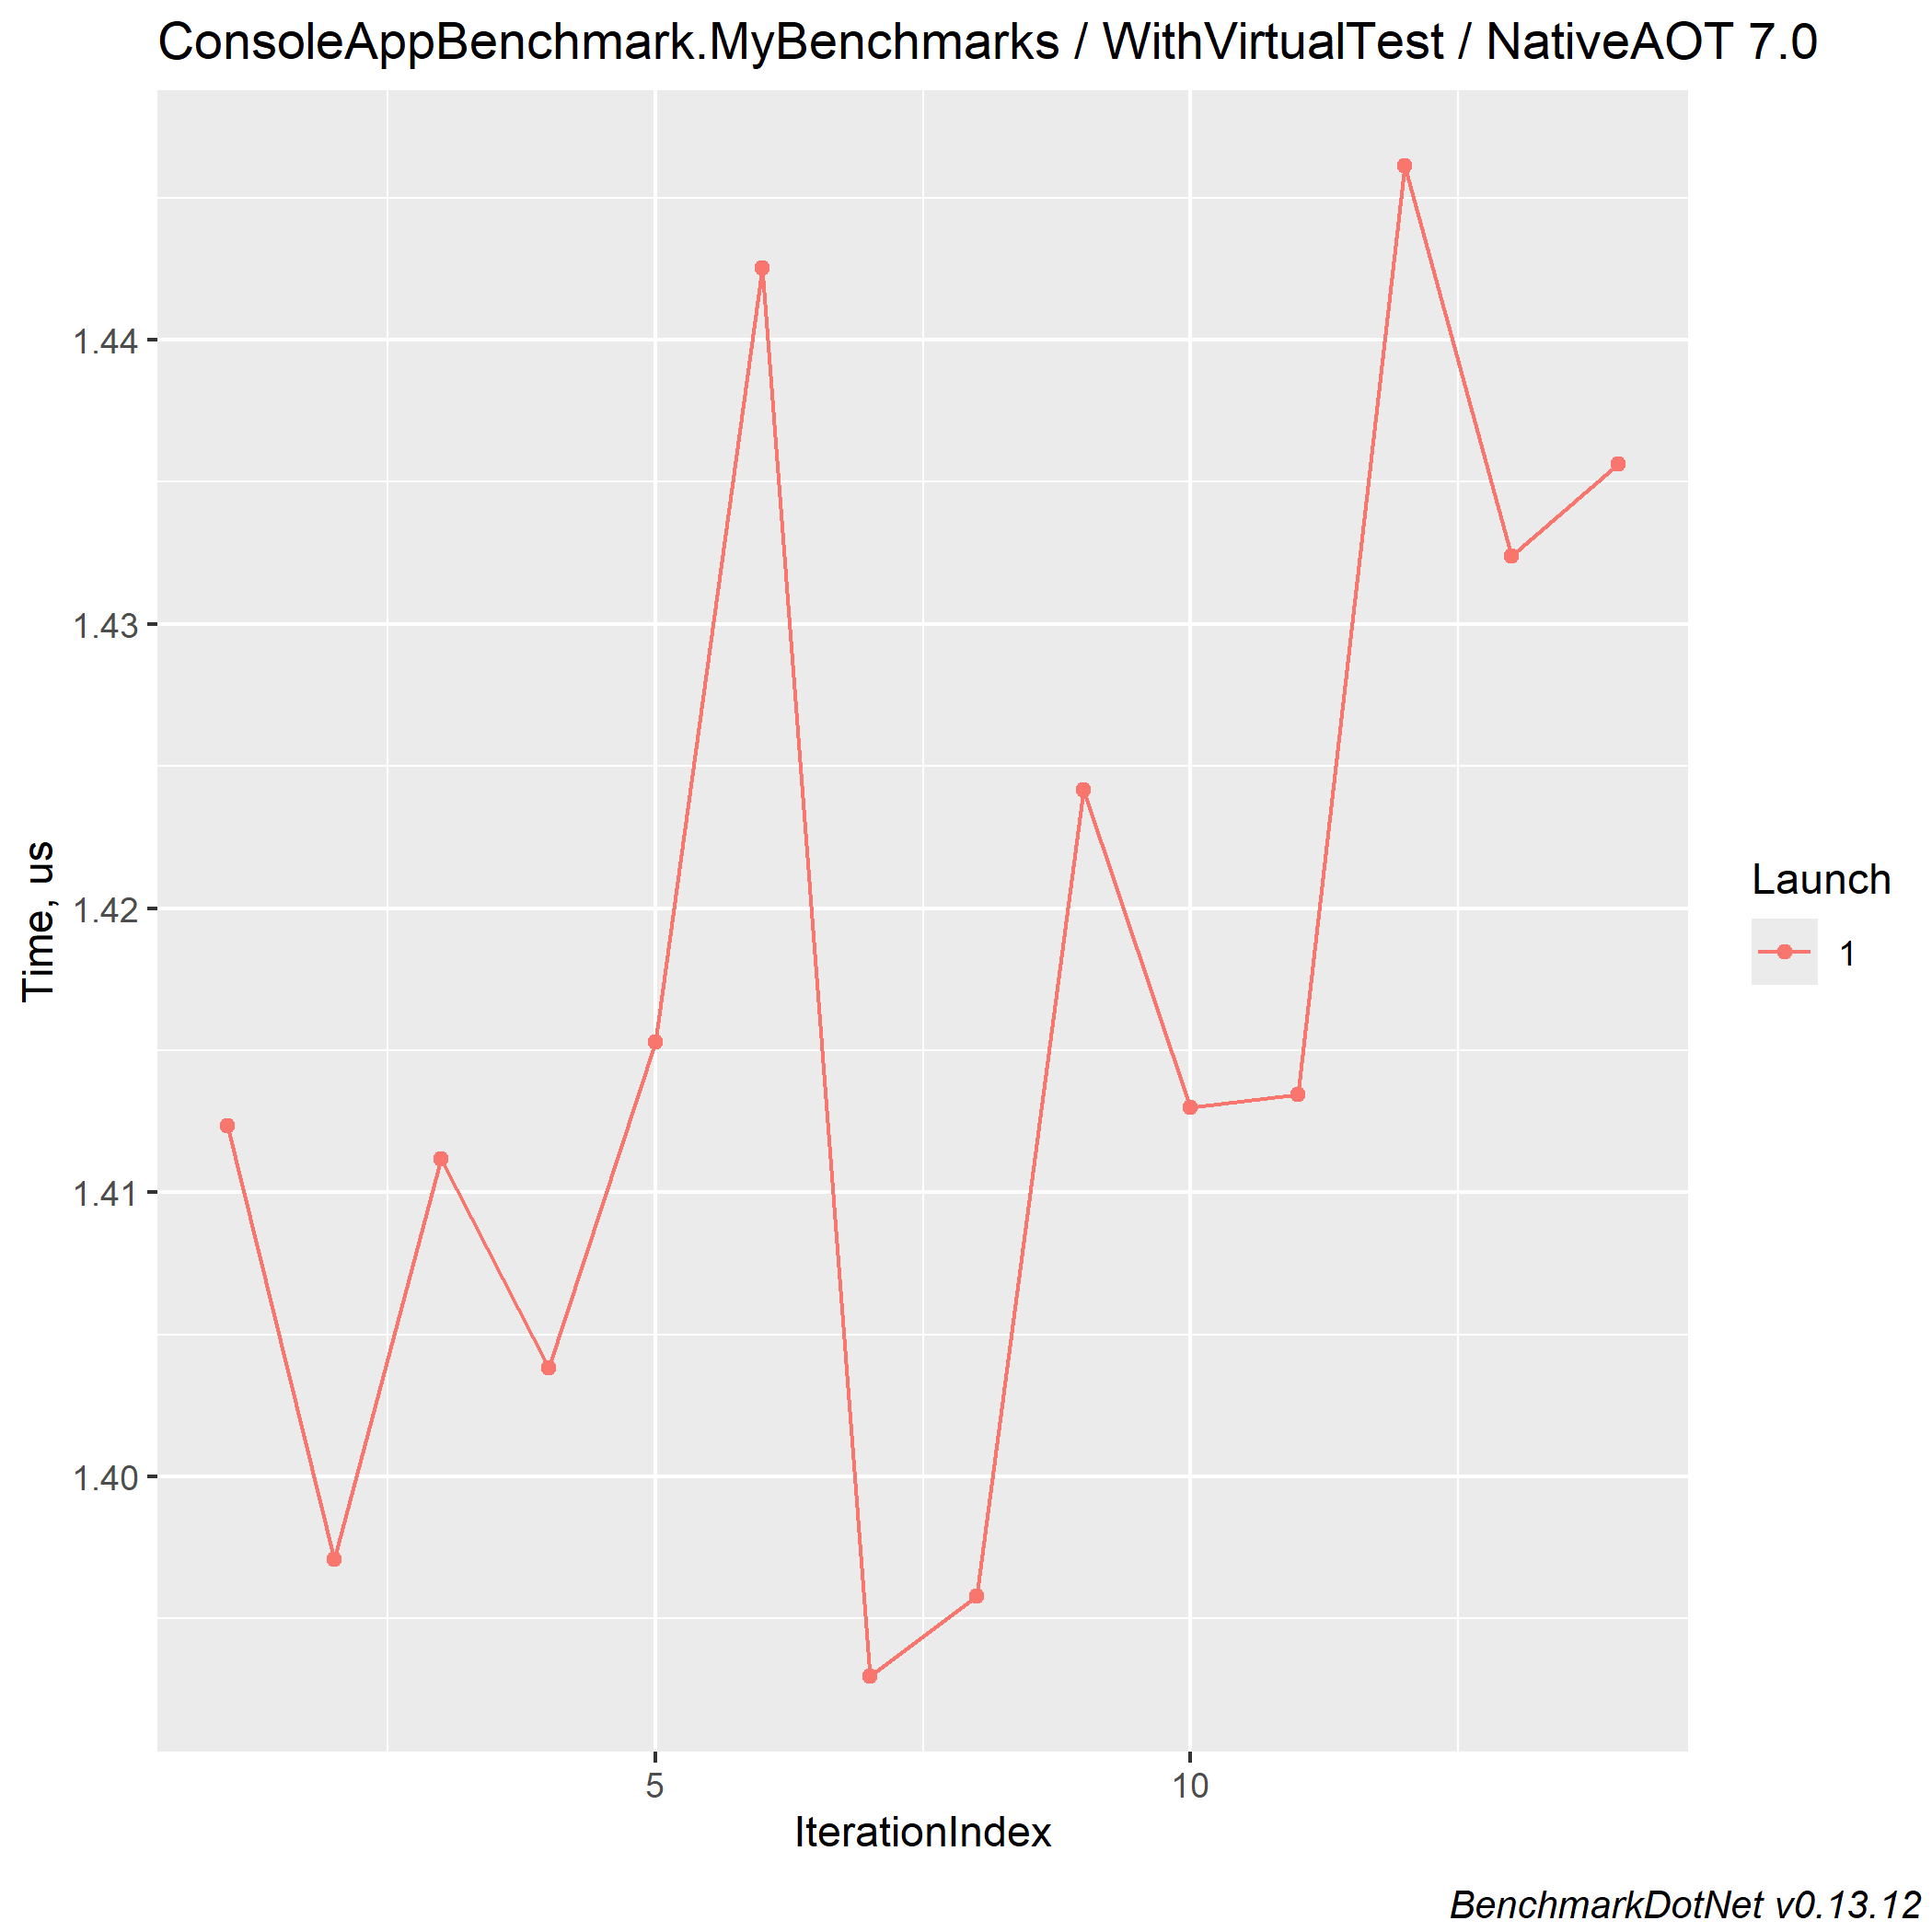 ConsoleAppBenchmark.MyBenchmarks / WithVirtualTest / NativeAOT 7.0
Time, us
1.44
1.43
1.42
1.41
1.40
5
10
IterationIndex
Launch
1
BenchmarkDotNet v0.13.12